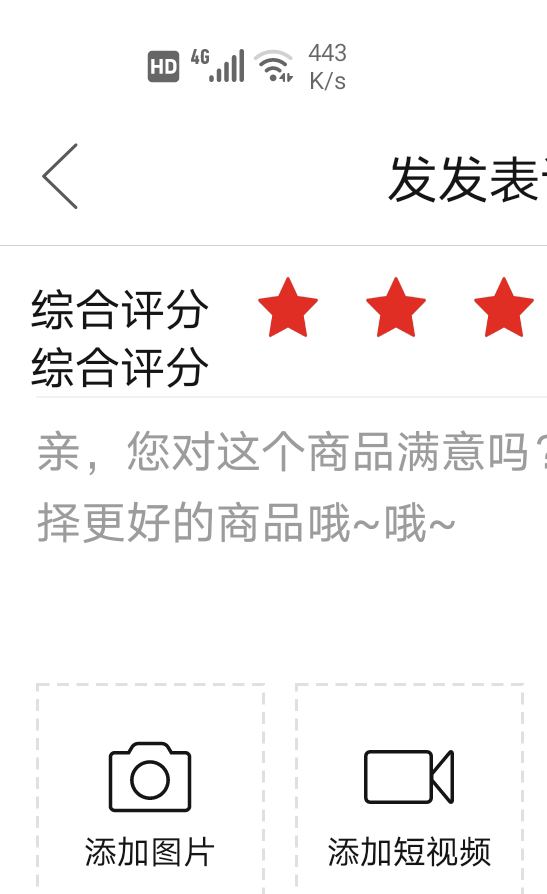 HD 4G 443
K/s
发发表
综合评分
综合评分
亲，您对这个商品满意吗？
择更好的商品哦~哦~
添加图片 添加短视频